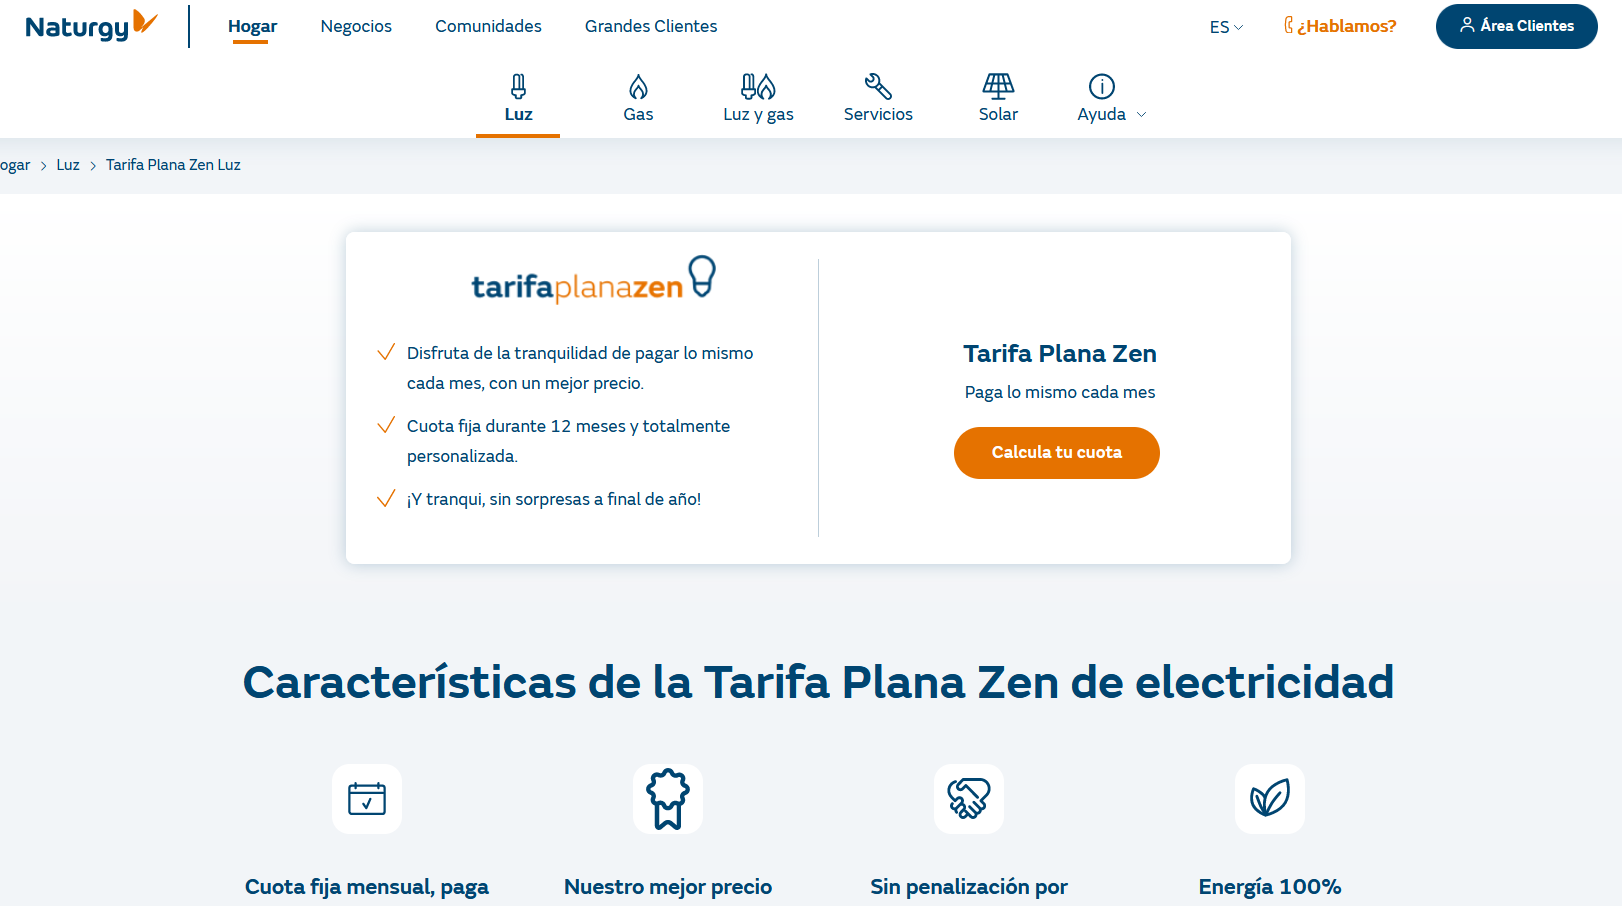 Naturgy
Hogar
Negocios
Comunidades
Grandes Clientes
ES
¿Hablamos?
Área Clientes
Luz
Gas
Luz y gas
Servicios
Solar
Ayuda
ogar > Luz > Tarifa Plana Zen Luz
tarifaplanazen
Disfruta de la tranquilidad de pagar lo mismo
cada mes, con un mejor precio.
Cuota fija durante 12 meses y totalmente
personalizada.
¡Y tranqui, sin sorpresas a final de año!
Tarifa Plana Zen
Paga lo mismo cada mes
Calcula tu cuota
Características de la Tarifa Plana Zen de electricidad
Cuota fija mensual, paga
Nuestro mejor precio
Sin penalización por
Energía 100%